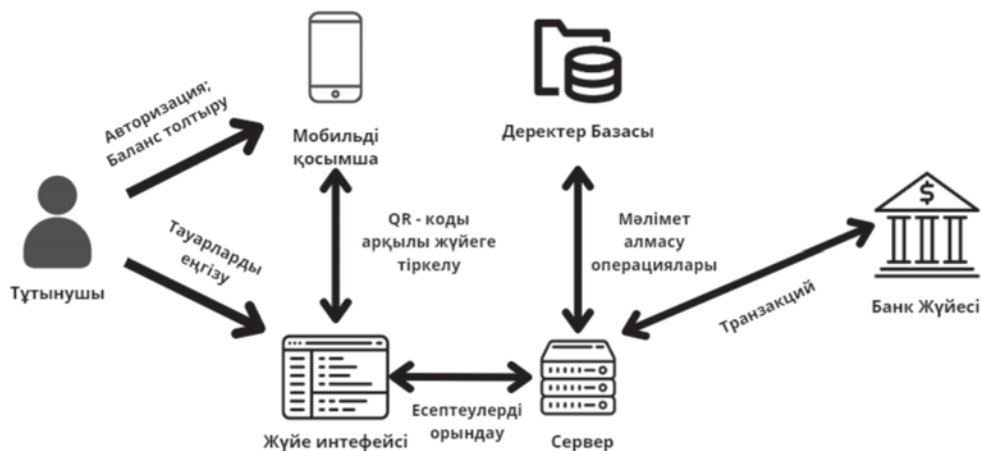 Авторизация;
Баланс толтыру
Мобильді
қосымша
Деректер Базасы
Тұтынушы
Тауарларды
еңгізу
QR - коды
арқылы жүйеге
тіркелу
Мәлімет
алмасу
операциялары
Транзакций
Банк Жүйесі
Есептеулерді
орындау
Жүйе интефейсі
Сервер
$